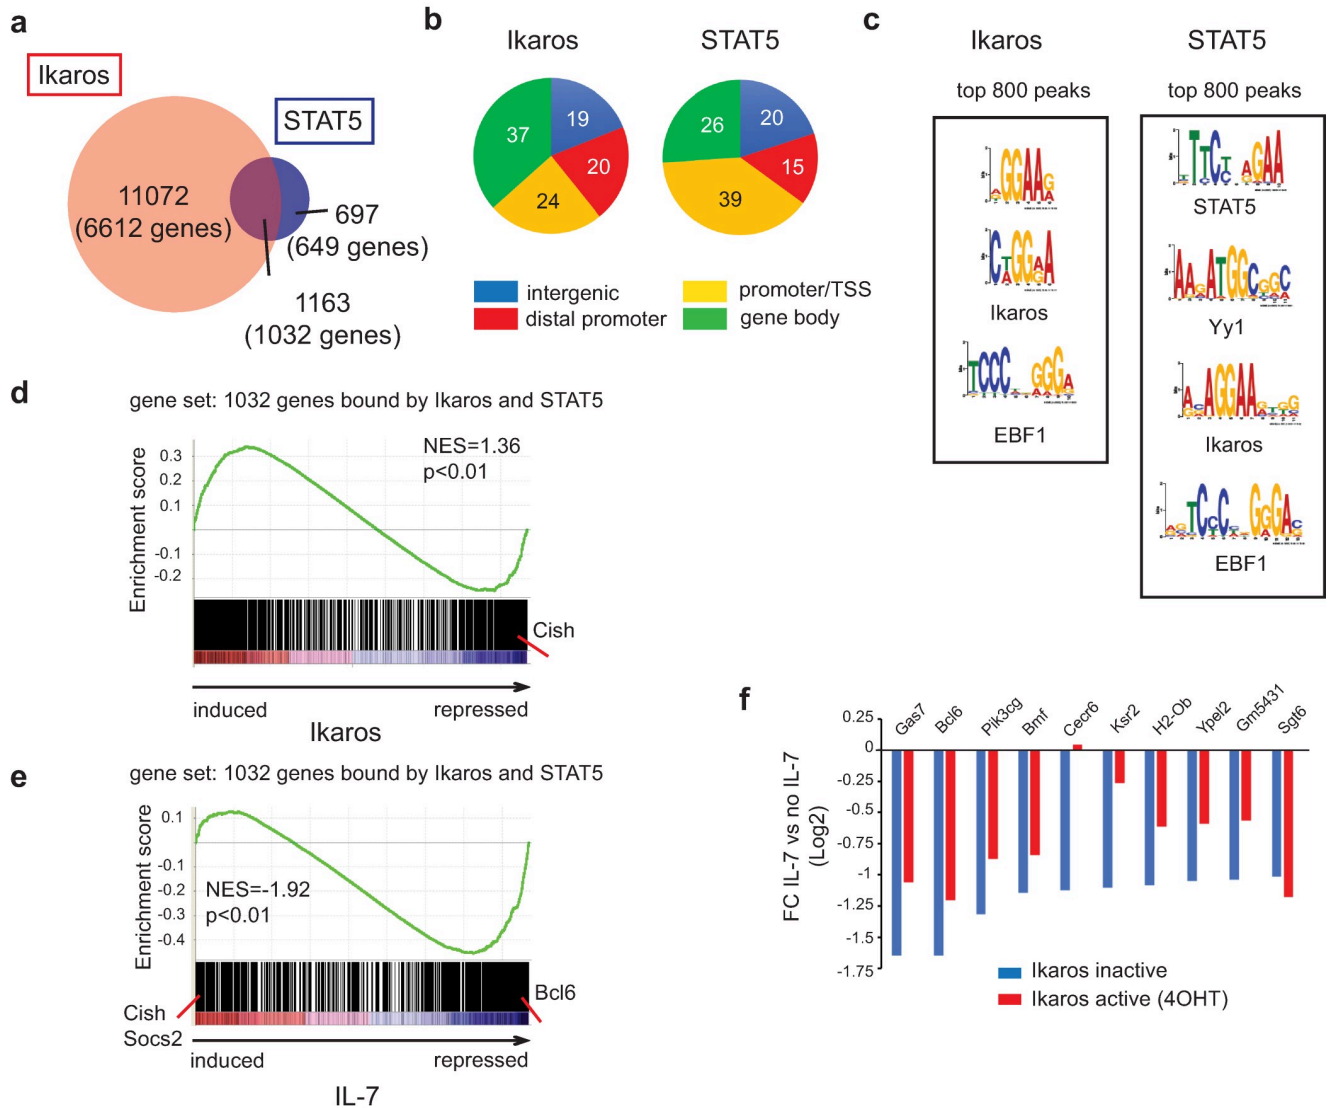 a
Ikaros
STAT5
11072
(6612 genes)
697
(649 genes)
1163
(1032 genes)
b
Ikaros
STAT5
37
19
20
24
26
20
15
39
intergenic
distal promoter
promoter/TSS
gene body
c
Ikaros
STAT5
top 800 peaks
top 800 peaks
Ikaros
EBF1
STAT5
Yy1
Ikaros
EBF1
d
gene set: 1032 genes bound by Ikaros and STAT5
Enrichment score
0.3
0.2
0.1
-0.1
-0.2
NES=1.36
p<0.01
Cish
induced
repressed
Ikaros
e
gene set: 1032 genes bound by Ikaros and STAT5
Enrichment score
0.1
-0.1
-0.2
-0.3
-0.4
NES=-1.92
p<0.01
Cish
Socs2
Bcl6
induced
repressed
IL-7
f
Gas7
Bcl6
Pik3cg
Bmf
Cecr6
Ksr2
H2-Ob
Ypel2
Gm5431
Sgt6
FC IL-7 vs no IL-7
(Log2)
0.25
0
-0.25
-0.5
-0.75
-1
-1.25
-1.5
-1.75
Ikaros inactive
Ikaros active (4OHT)